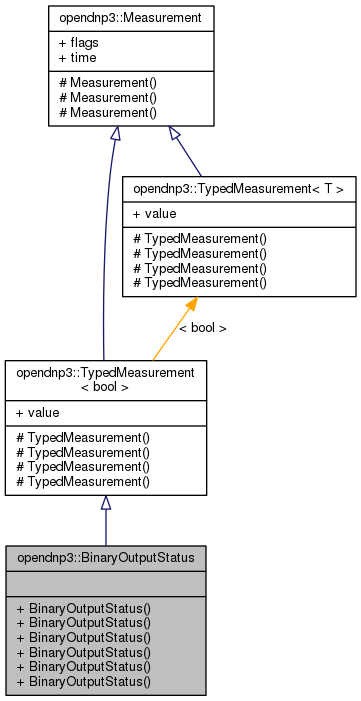 opendnp3::Measurement
+ flags
+ time
# Measurement()
# Measurement()
# Measurement()
opendnp3::TypedMeasurement< T >
+ value
# TypedMeasurement()
# TypedMeasurement()
# TypedMeasurement()
# TypedMeasurement()
< bool >
opendnp3::TypedMeasurement
< bool >
+ value
# TypedMeasurement()
# TypedMeasurement()
# TypedMeasurement()
# TypedMeasurement()
opendnp3::BinaryOutputStatus
+ BinaryOutputStatus()
+ BinaryOutputStatus()
+ BinaryOutputStatus()
+ BinaryOutputStatus()
+ BinaryOutputStatus()
+ BinaryOutputStatus()